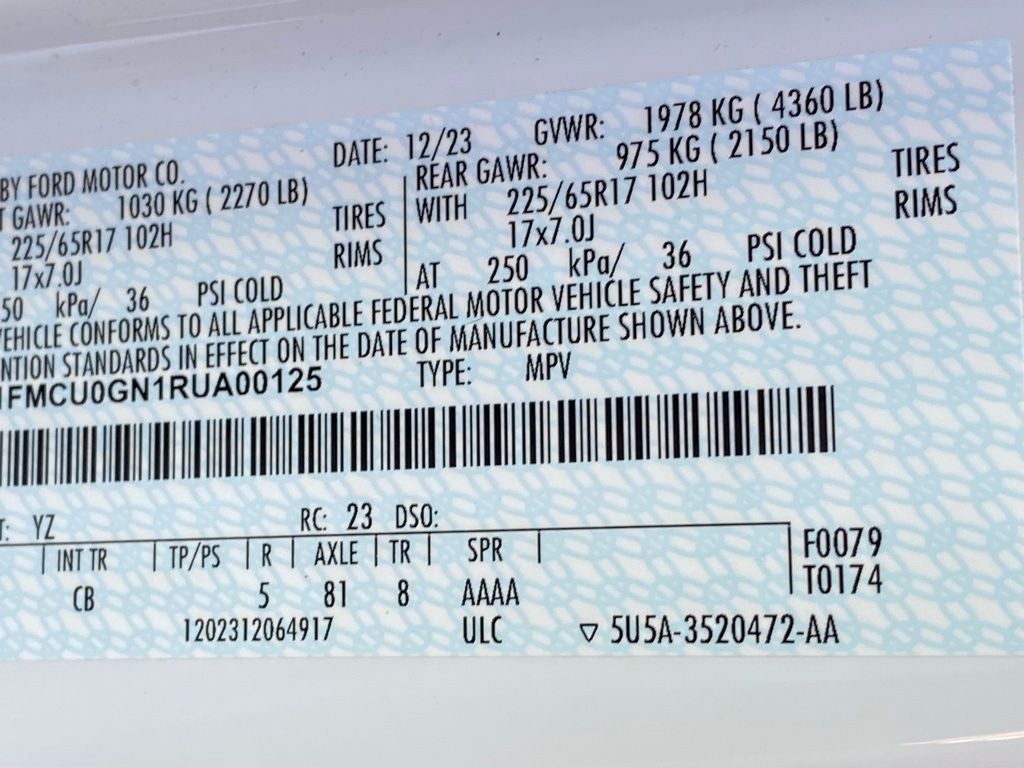 DATE: 12/23 GVWR: 1978 KG ( 4360 LB)
BY FORD MOTOR CO. REAR GAWR: 975 KG ( 2150 LB)
T GAWR: 1030 KG ( 2270 LB) TIRES WITH 225/65R17 102H TIRES
225/65R17 102H RIMS 17x7.0J RIMS
17x7.0J AT 250 kPa/ 36 PSI COLD
50 kPa/ 36 PSI COLD
VEHICLE CONFORMS TO ALL APPLICABLE FEDERAL MOTOR VEHICLE SAFETY AND THEFT
NTION STANDARDS IN EFFECT ON THE DATE OF MANUFACTURE SHOWN ABOVE.
1FMCU0GN1RUA00125 TYPE: MPV
T: YZ RC: 23 DSO:
INT TR TP/PS R AXLE TR SPR F0079
CB 5 81 8 AAAA T0174
1202312064917 ULC ▽ 5U5A-3520472-AA